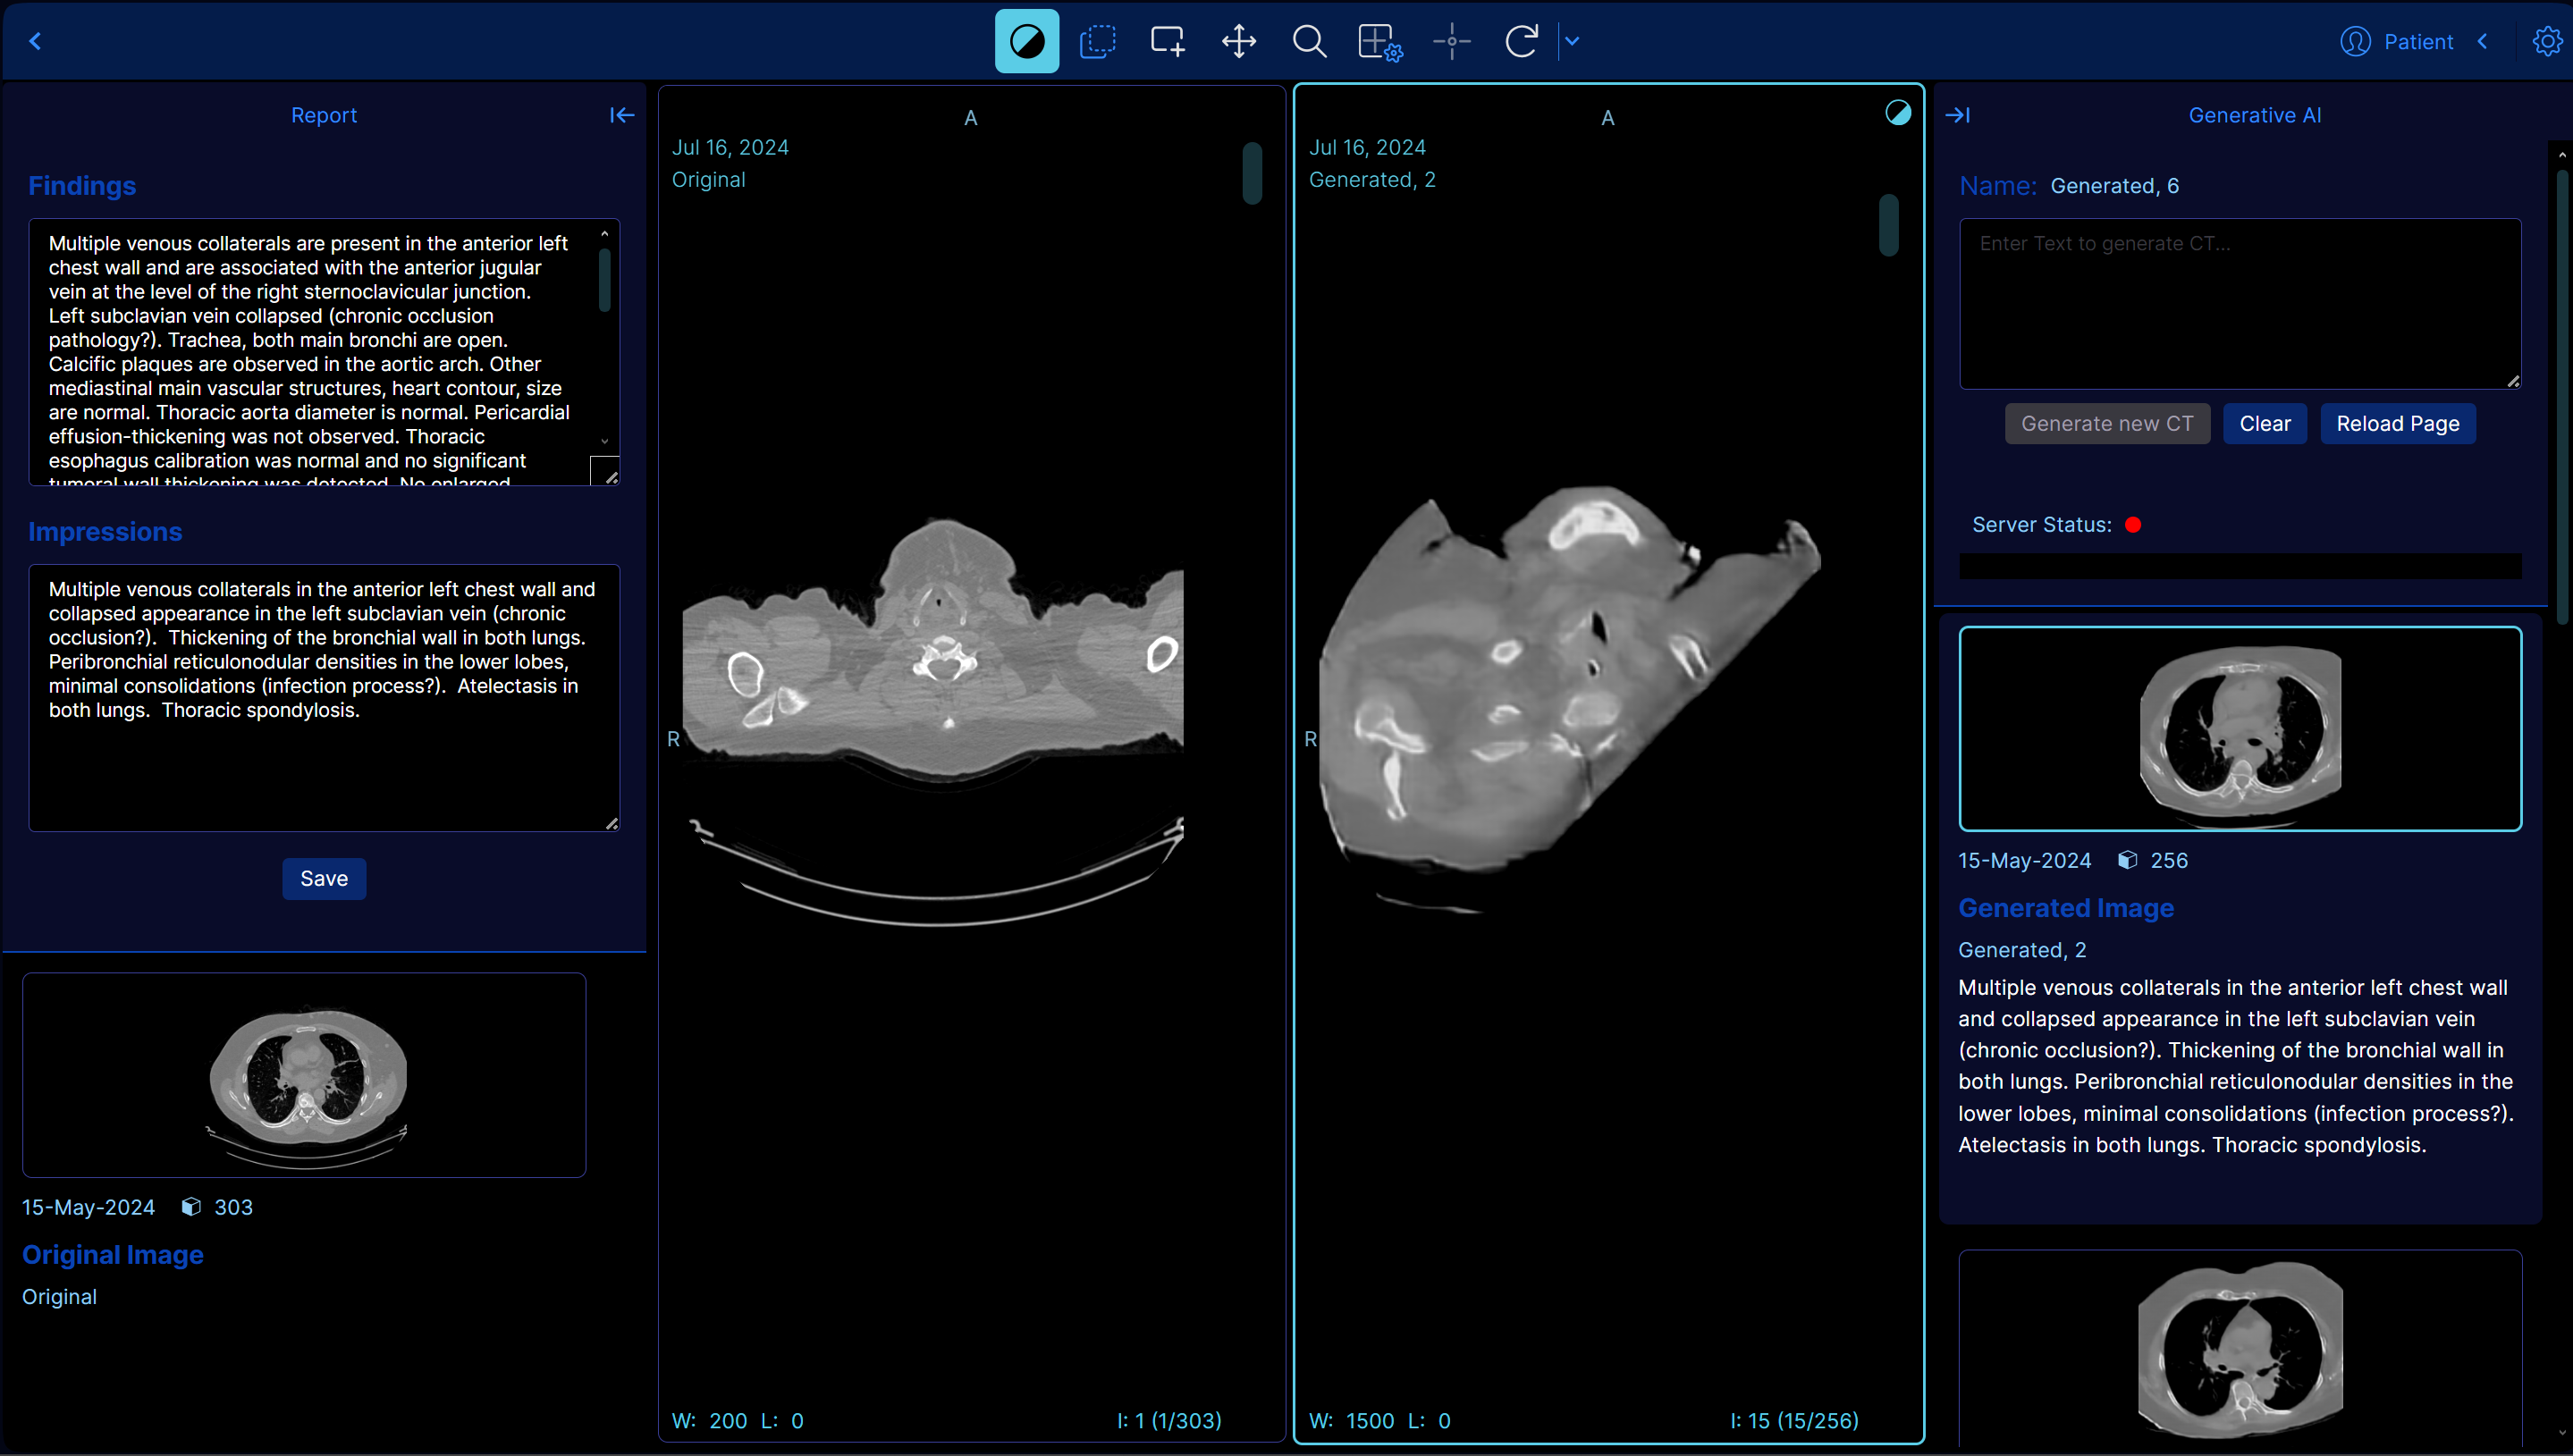 Patient
Report
Findings
Multiple venous collaterals are present in the anterior left
chest wall and are associated with the anterior jugular
vein at the level of the right sternoclavicular junction.
Left subclavian vein collapsed (chronic occlusion
pathology?). Trachea, both main bronchi are open.
Calcific plaques are observed in the aortic arch. Other
mediastinal main vascular structures, heart contour, size
are normal. Thoracic aorta diameter is normal. Pericardial
effusion-thickening was not observed. Thoracic
esophagus calibration was normal and no significant
tumoral wall thickening was detected. No enlarged
Impressions
Multiple venous collaterals in the anterior left chest wall and
collapsed appearance in the left subclavian vein (chronic
occlusion?).  Thickening of the bronchial wall in both lungs.
Peribronchial reticulonodular densities in the lower lobes,
minimal consolidations (infection process?).  Atelectasis in
both lungs.  Thoracic spondylosis.
Save
15-May-2024 303
Original Image
Original
A
Jul 16, 2024
Original
R
W: 200 L: 0 I: 1 (1/303)
A
Jul 16, 2024
Generated, 2
R
W: 1500 L: 0 I: 15 (15/256)
Generative AI
Name: Generated, 6
Enter Text to generate CT...
Generate new CT Clear Reload Page
Server Status:
15-May-2024 256
Generated Image
Generated, 2
Multiple venous collaterals in the anterior left chest wall
and collapsed appearance in the left subclavian vein
(chronic occlusion?). Thickening of the bronchial wall in
both lungs. Peribronchial reticulonodular densities in the
lower lobes, minimal consolidations (infection process?).
Atelectasis in both lungs. Thoracic spondylosis.